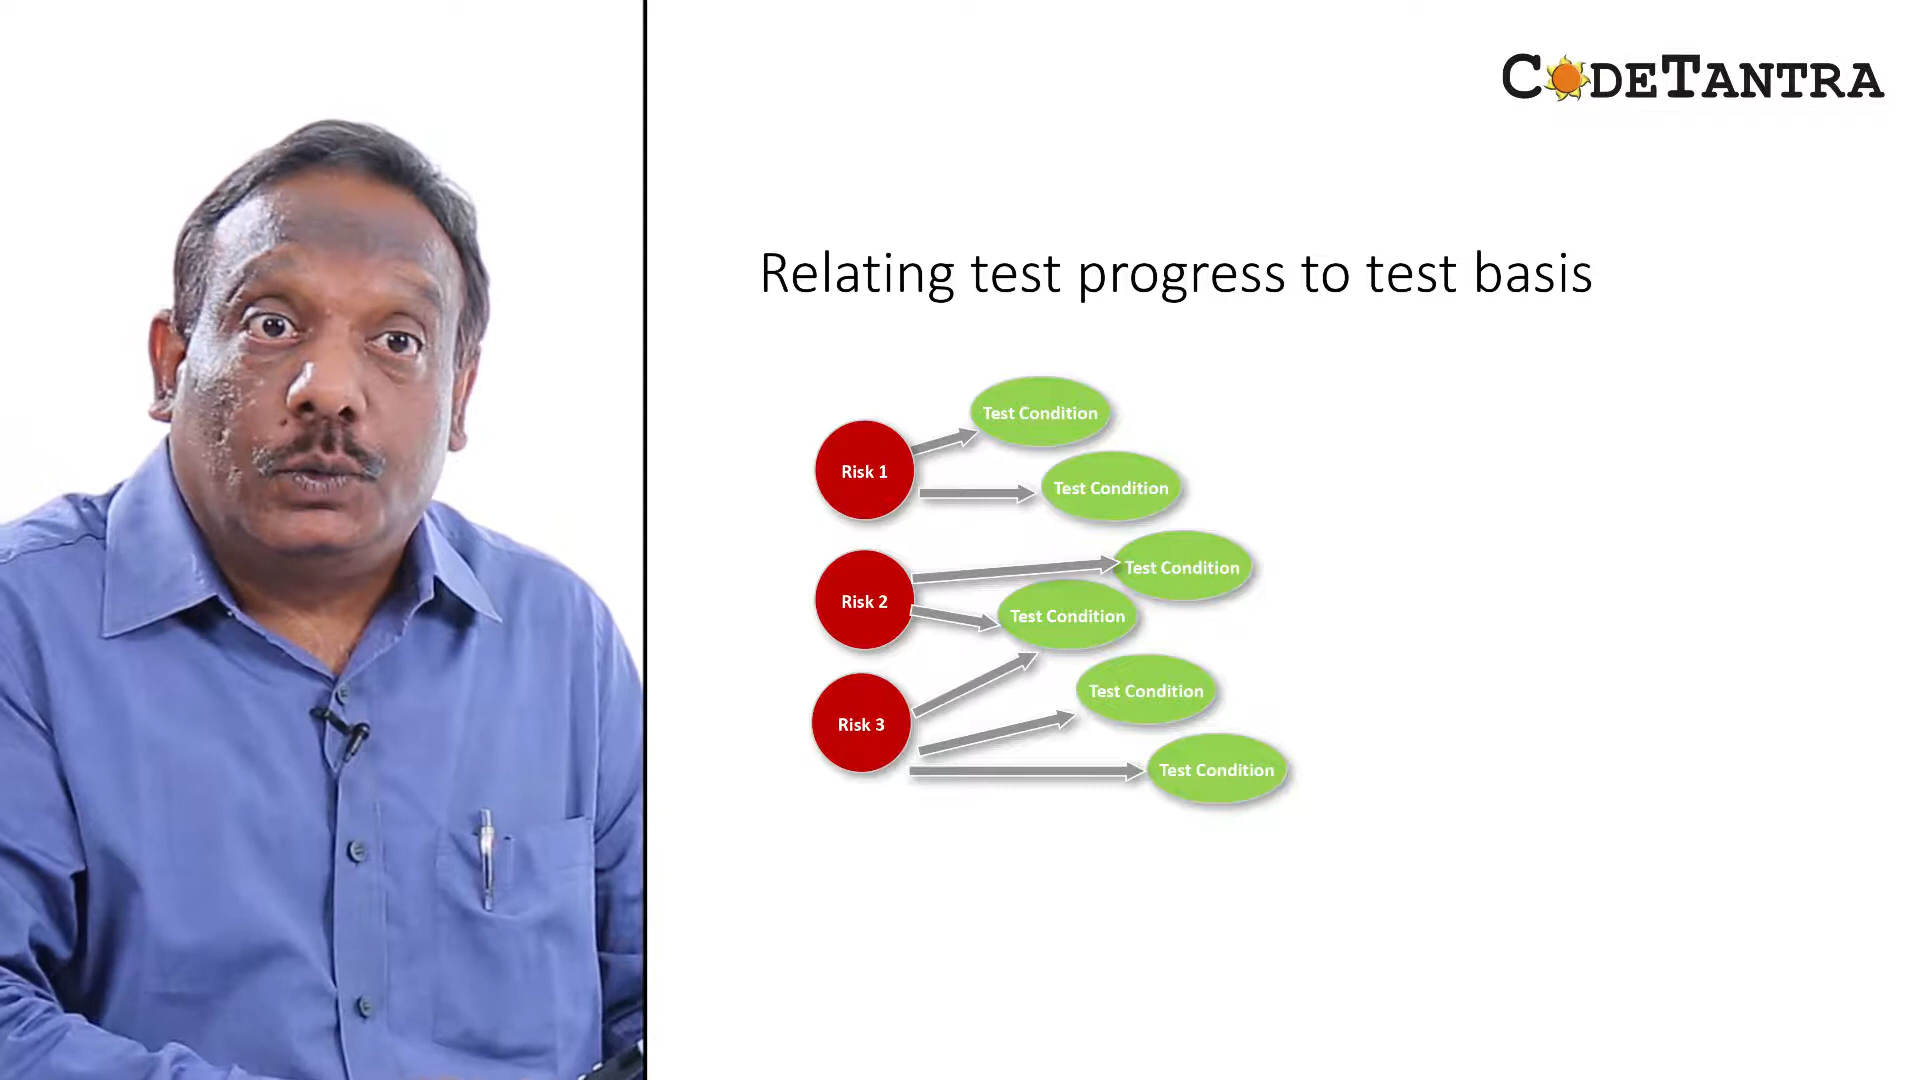 CODETANTRA
Relating test progress to test basis
Test Condition
Risk 1
Test Condition
Test Condition
Risk 2
Test Condition
Test Condition
Risk 3
Test Condition